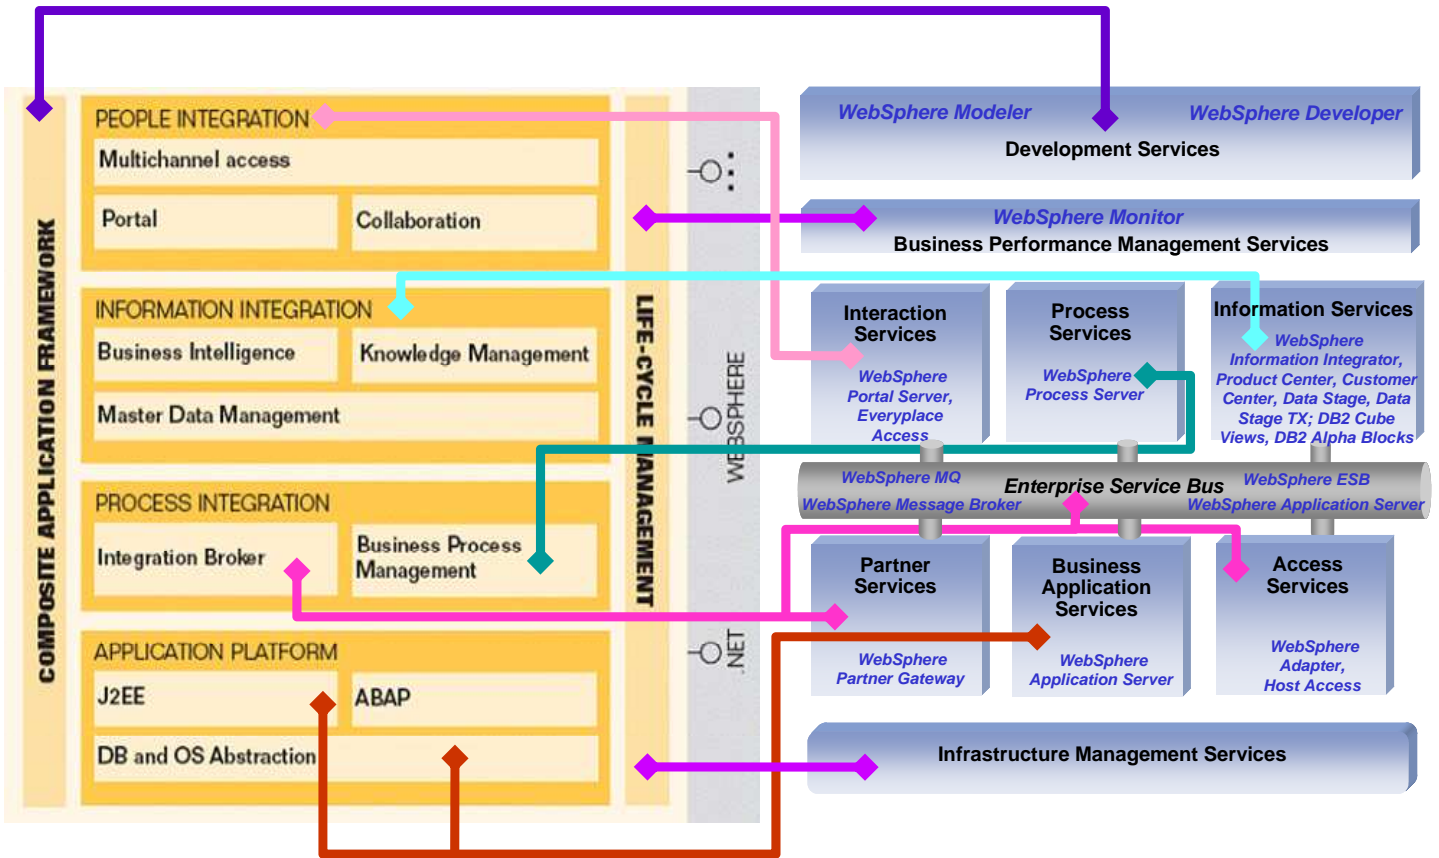 COMPOSITE APPLICATION FRAMEWORK
PEOPLE INTEGRATION
Multichannel access
Portal
Collaboration
INFORMATION INTEGRATION
Business Intelligence
Knowledge Management
Master Data Management
PROCESS INTEGRATION
Integration Broker
Business Process
Management
APPLICATION PLATFORM
J2EE
ABAP
DB and OS Abstraction
LIFE-CYCLE MANAGEMENT
...
WEBSPHERE
.NET
WebSphere Modeler
WebSphere Developer
Development Services
WebSphere Monitor
Business Performance Management Services
Interaction
Services
WebSphere
Portal Server,
Everyplace
Access
Process
Services
WebSphere
Process Server
Information Services
WebSphere
Information Integrator,
Product Center, Customer
Center, Data Stage, Data
Stage TX; DB2 Cube
Views, DB2 Alpha Blocks
WebSphere MQ
WebSphere Message Broker
Enterprise Service Bus
WebSphere ESB
WebSphere Application Server
Partner
Services
WebSphere
Partner Gateway
Business
Application
Services
WebSphere
Application Server
Access
Services
WebSphere
Adapter,
Host Access
Infrastructure Management Services